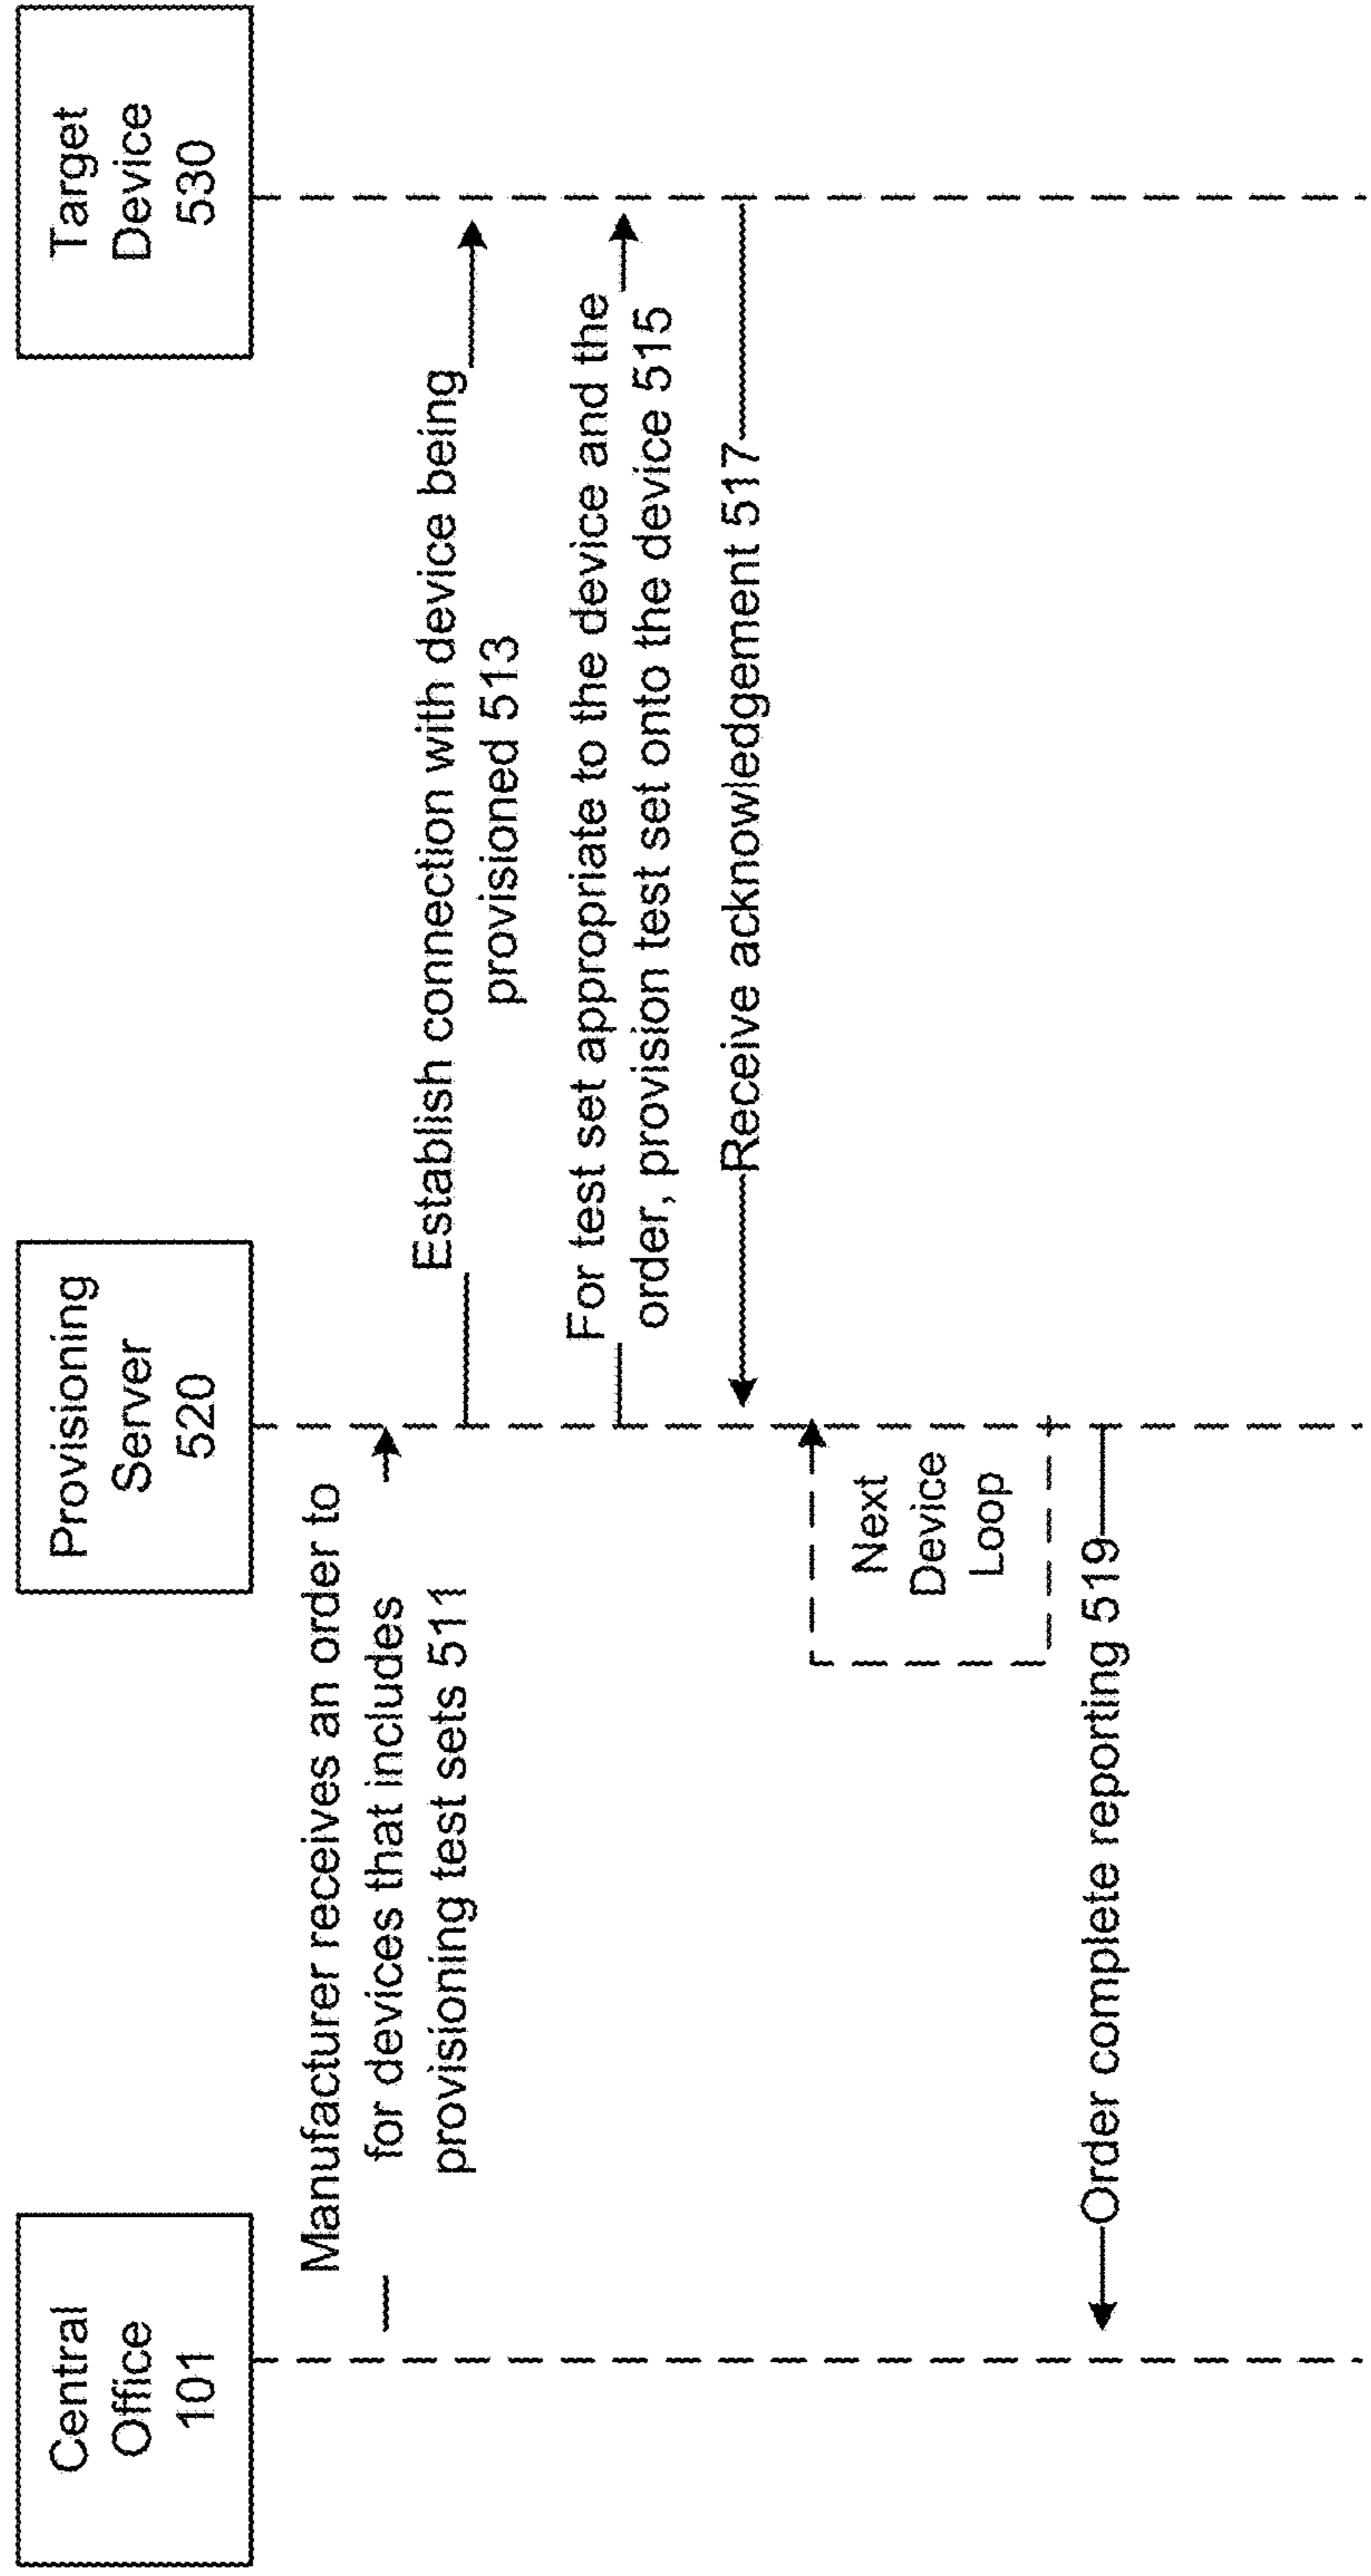 Central
Office
101
Provisioning
Server
520
Target
Device
530
Manufacturer receives an order to
for devices that includes
provisioning test sets 511
Establish connection with device being
provisioned 513
For test set appropriate to the device and the
order, provision test set onto the device 515
Receive acknowledgement 517
Next
Device
Loop
Order complete reporting 519